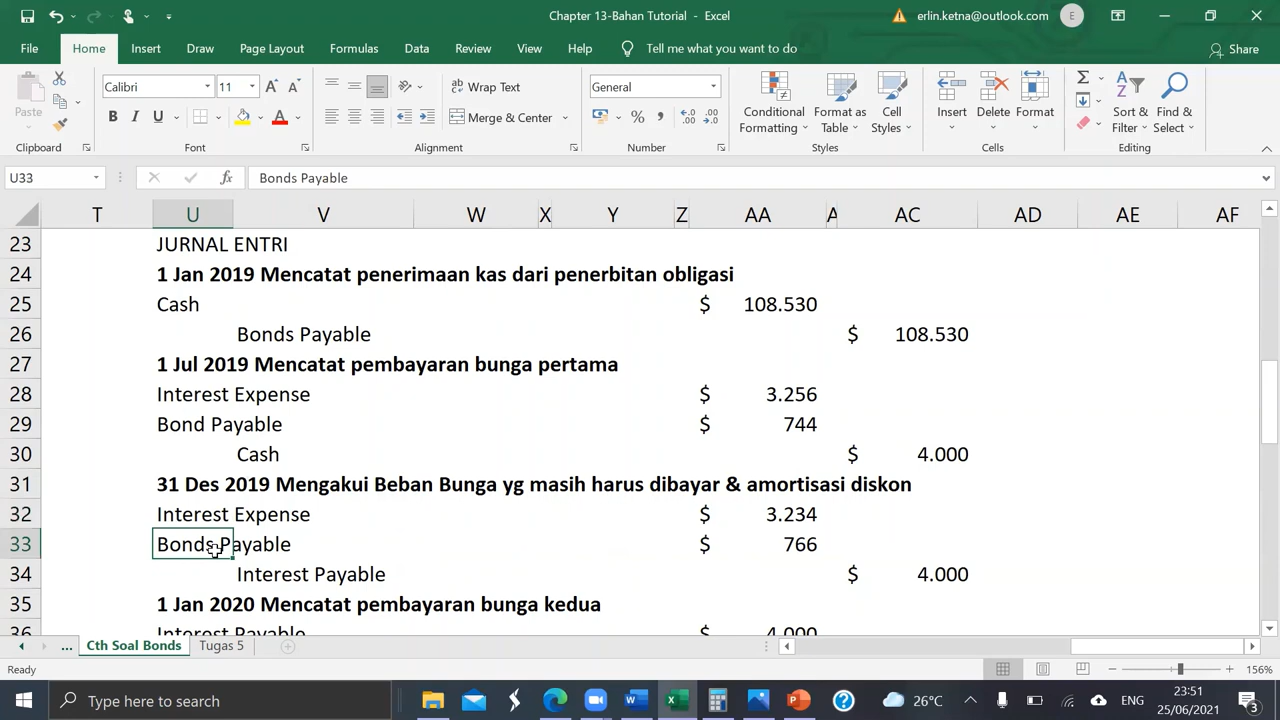 Chapter 13-Bahan Tutorial - Excel
erlin.ketna@outlook.com
E
File Home Insert Draw Page Layout Formulas Data Review View Help Tell me what you want to do Share
Paste
Calibri 11
B I U A
Wrap Text
Merge & Center
General
Conditional Formatting
Format as Table
Cell Styles
Insert
Delete
Format
Sort & Filter
Find & Select
Clipboard Font Alignment Number Styles Cells Editing
U33 fx Bonds Payable
T U V W X Y Z AA A AC AD AE AF
23 JURNAL ENTRI
24 1 Jan 2019 Mencatat penerimaan kas dari penerbitan obligasi
25 Cash $ 108.530
26 Bonds Payable $ 108.530
27 1 Jul 2019 Mencatat pembayaran bunga pertama
28 Interest Expense $ 3.256
29 Bond Payable $ 744
30 Cash $ 4.000
31 31 Des 2019 Mengakui Beban Bunga yg masih harus dibayar & amortisasi diskon
32 Interest Expense $ 3.234
33 Bonds Payable $ 766
34 Interest Payable $ 4.000
35 1 Jan 2020 Mencatat pembayaran bunga kedua
36 Interest Payable $ 4.000
... Cth Soal Bonds Tugas 5
Ready 156%
Type here to search
26°C ENG 23:51
25/06/2021 3